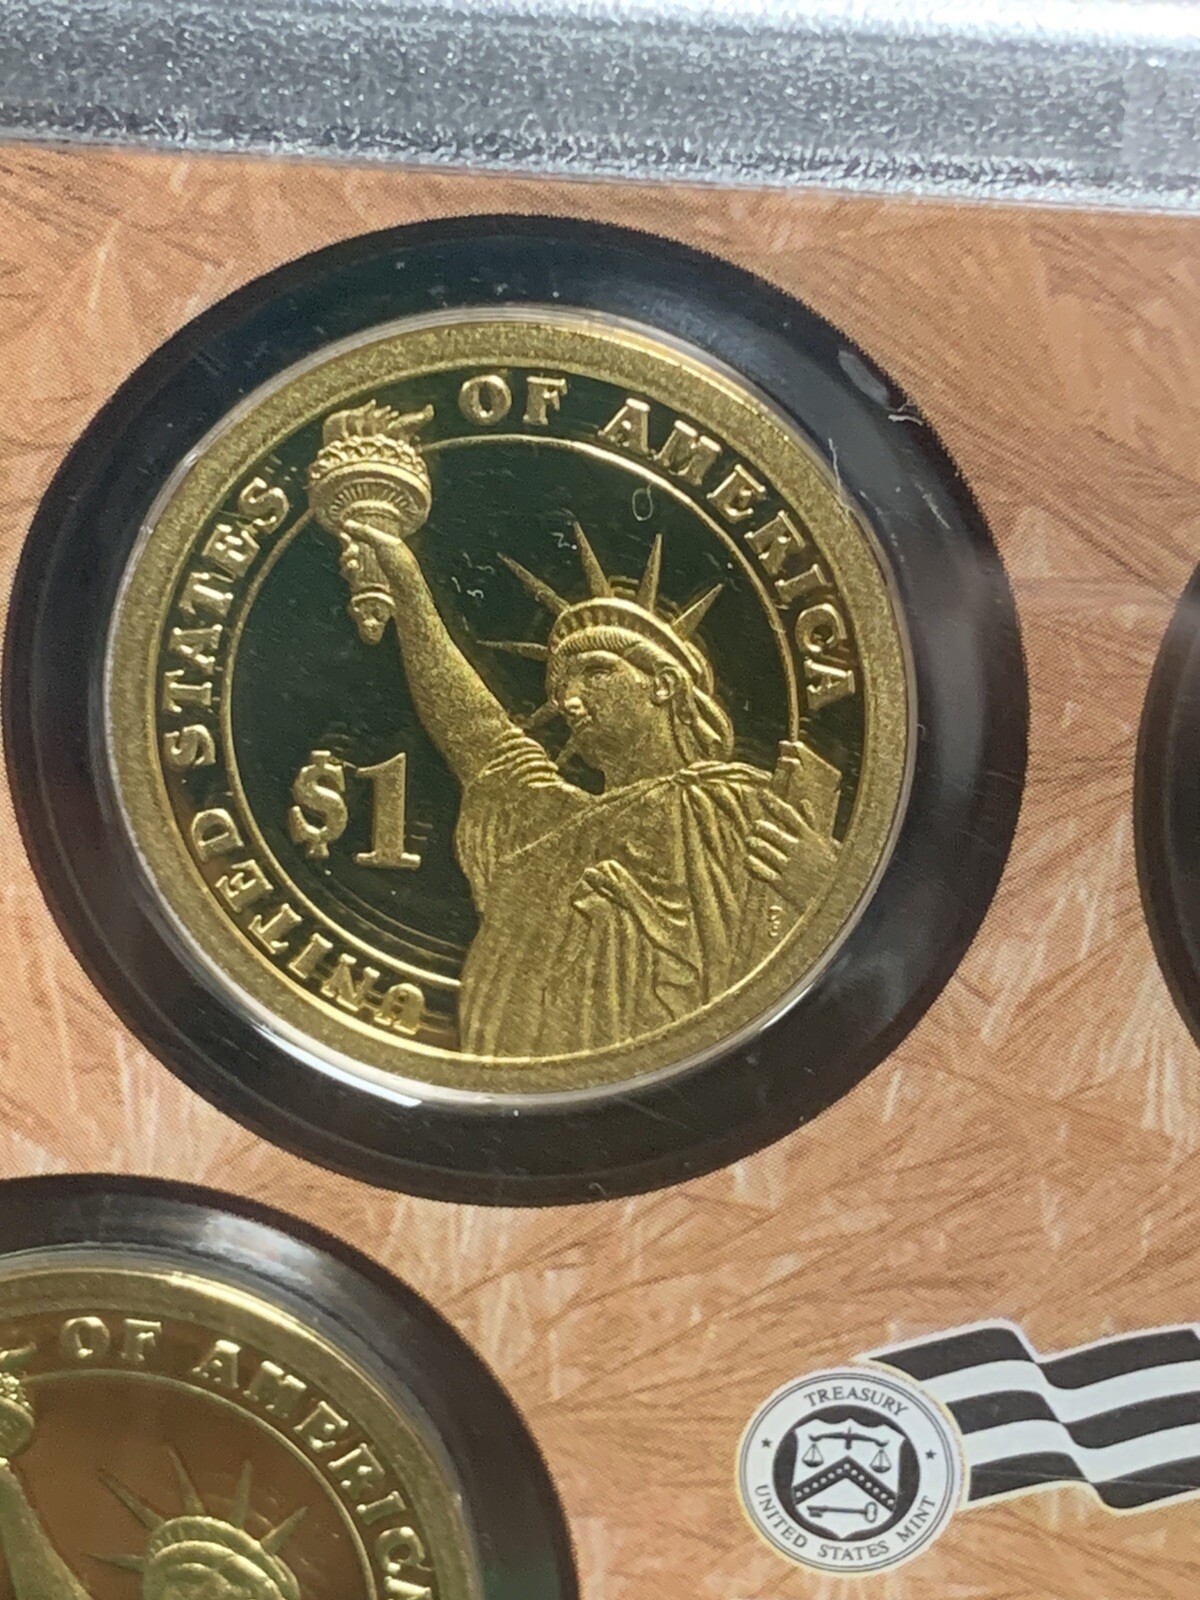 UNITED STATES OF AMERICA
$1
OF AMERICA
TREASURY
UNITED STATES MINT